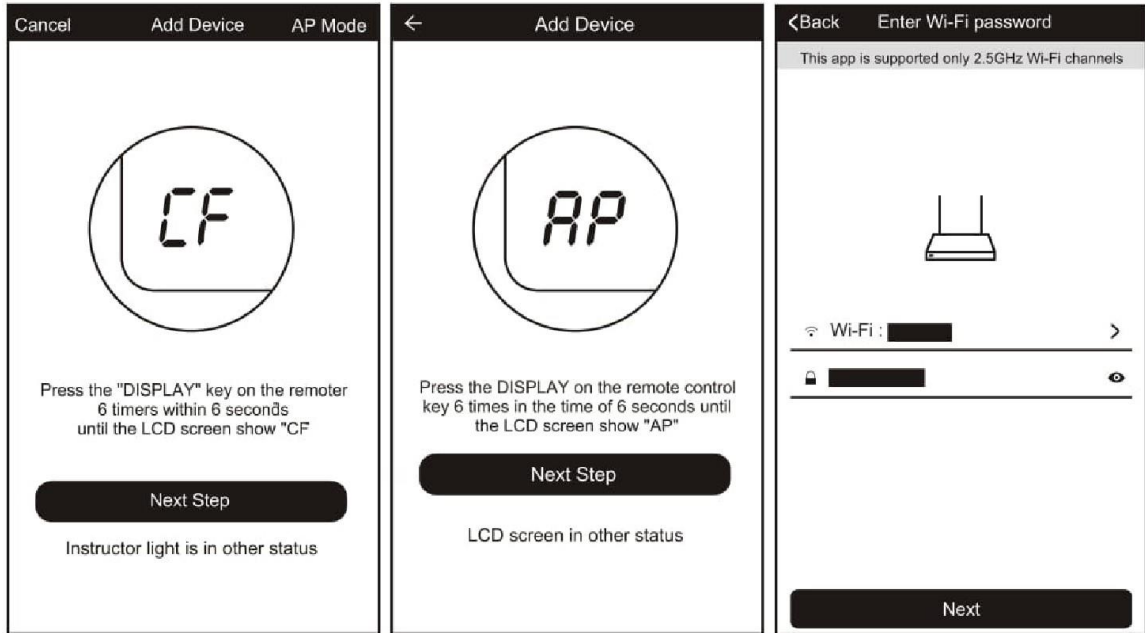 Cancel Add Device AP Mode
CF
Press the "DISPLAY" key on the remoter
6 timers within 6 seconds
until the LCD screen show "CF
Next Step
Instructor light is in other status
← Add Device
AP
Press the DISPLAY on the remote control
key 6 times in the time of 6 seconds until
the LCD screen show "AP"
Next Step
LCD screen in other status
Back Enter Wi-Fi password
This app is supported only 2.5GHz Wi-Fi channels
Wi-Fi :
Next